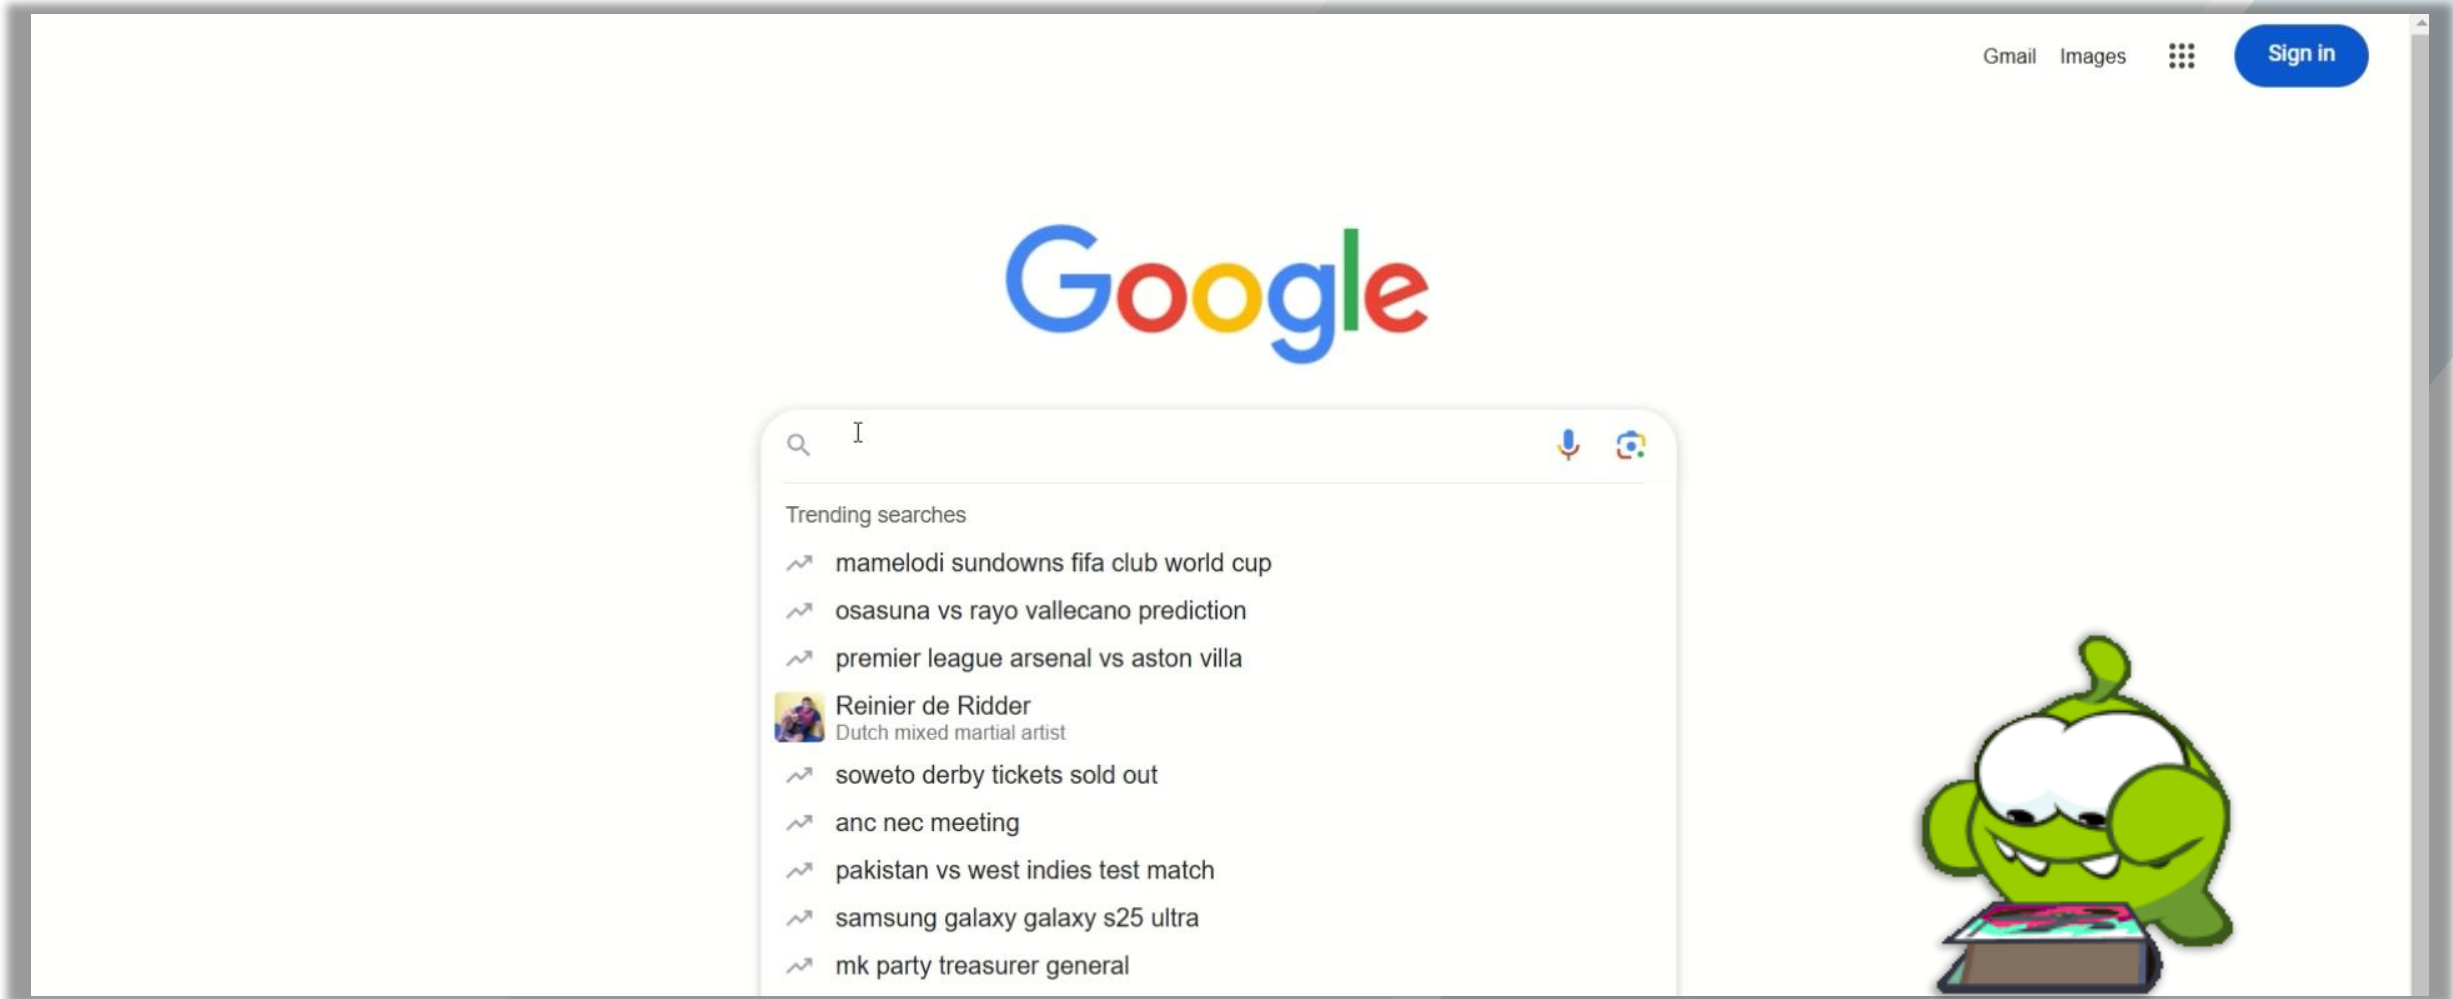 Gmail Images Sign in
Google
Trending searches
mamelodi sundowns fifa club world cup
osasuna vs rayo vallecano prediction
premier league arsenal vs aston villa
Reinier de Ridder
Dutch mixed martial artist
soweto derby tickets sold out
anc nec meeting
pakistan vs west indies test match
samsung galaxy galaxy s25 ultra
mk party treasurer general